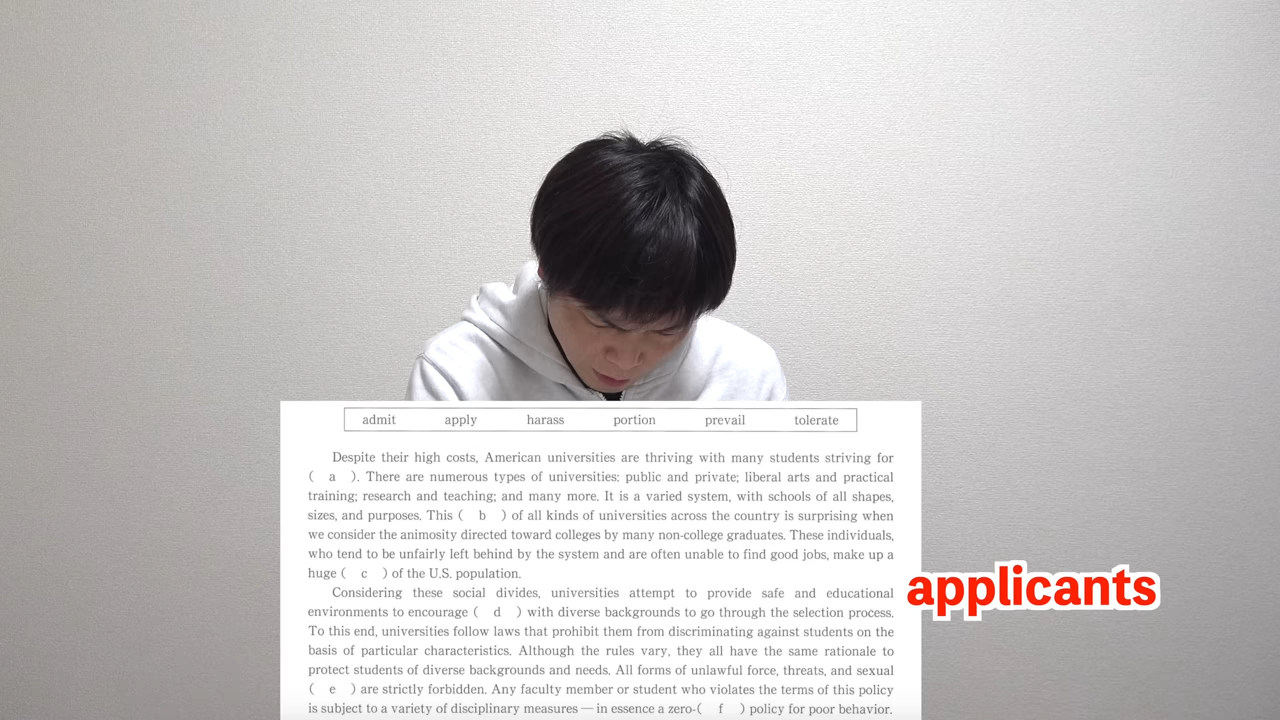 admit apply harass portion prevail tolerate
Despite their high costs, American universities are thriving with many students striving for
( a ). There are numerous types of universities: public and private; liberal arts and practical
training; research and teaching; and many more. It is a varied system, with schools of all shapes,
sizes, and purposes. This ( b ) of all kinds of universities across the country is surprising when
we consider the animosity directed toward colleges by many non-college graduates. These individuals,
who tend to be unfairly left behind by the system and are often unable to find good jobs, make up a
huge ( c ) of the U.S. population.
Considering these social divides, universities attempt to provide safe and educational
environments to encourage ( d ) with diverse backgrounds to go through the selection process.
To this end, universities follow laws that prohibit them from discriminating against students on the
basis of particular characteristics. Although the rules vary, they all have the same rationale to
protect students of diverse backgrounds and needs. All forms of unlawful force, threats, and sexual
( e ) are strictly forbidden. Any faculty member or student who violates the terms of this policy
is subject to a variety of disciplinary measures — in essence a zero-( f ) policy for poor behavior.
applicants